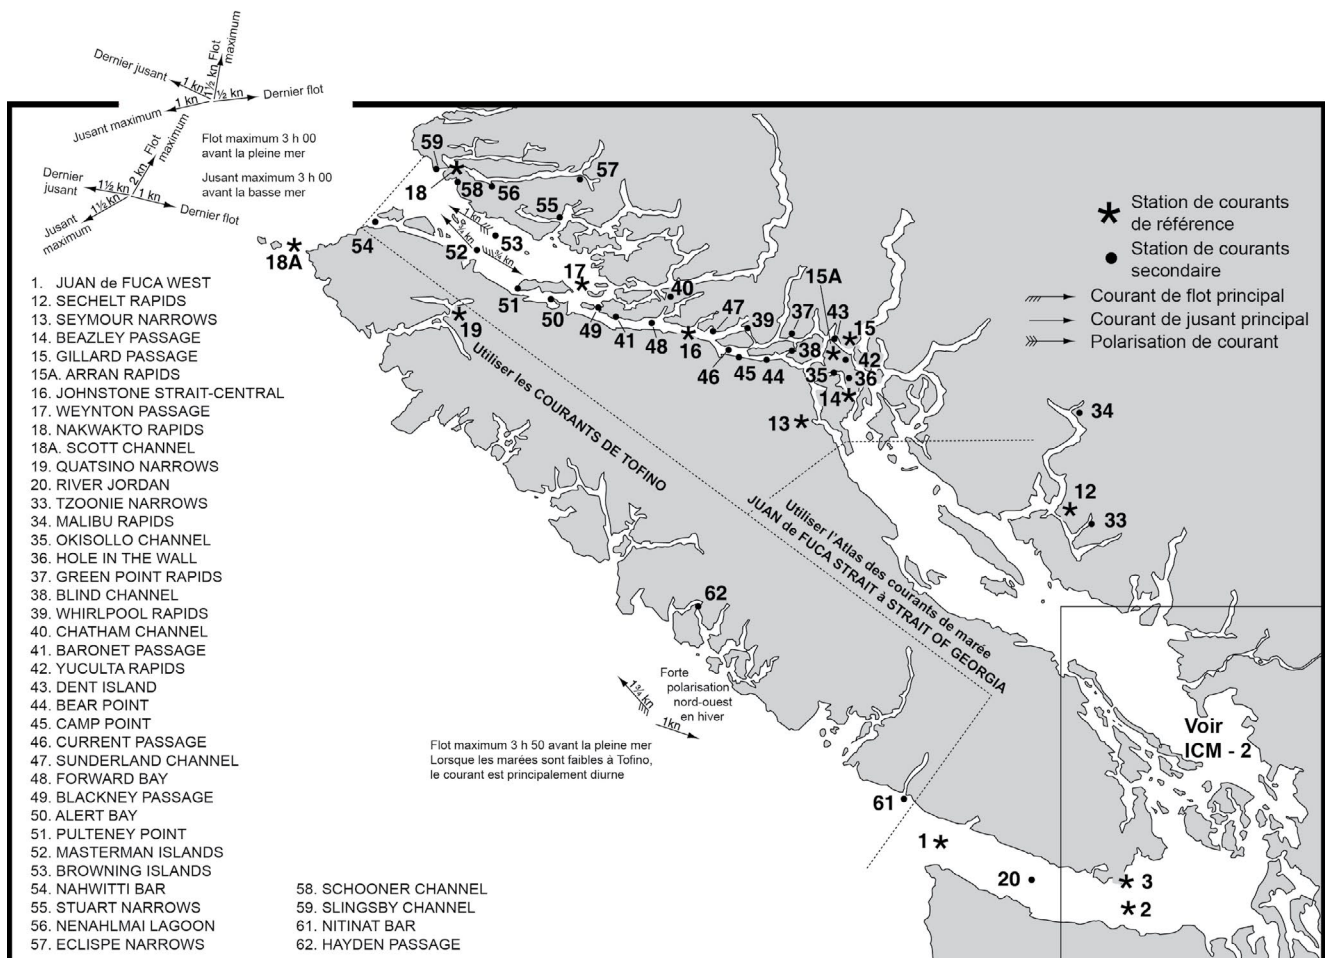 Dernier jusant
1 kn
1½ kn
Flot
maximum
½ kn
Dernier flot
1 kn
Jusant maximum
2 kn
Flot
maximum
Dernier
jusant
1½ kn
1 kn
Dernier flot
1½ kn
Jusant
maximum
Flot maximum 3 h 00
avant la pleine mer
Jusant maximum 3 h 00
avant la basse mer
1. JUAN de FUCA WEST
12. SECHELT RAPIDS
13. SEYMOUR NARROWS
14. BEAZLEY PASSAGE
15. GILLARD PASSAGE
15A. ARRAN RAPIDS
16. JOHNSTONE STRAIT-CENTRAL
17. WEYNTON PASSAGE
18. NAKWAKTO RAPIDS
18A. SCOTT CHANNEL
19. QUATSINO NARROWS
20. RIVER JORDAN
33. TZOONIE NARROWS
34. MALIBU RAPIDS
35. OKISOLLO CHANNEL
36. HOLE IN THE WALL
37. GREEN POINT RAPIDS
38. BLIND CHANNEL
39. WHIRLPOOL RAPIDS
40. CHATHAM CHANNEL
41. BARONET PASSAGE
42. YUCULTA RAPIDS
43. DENT ISLAND
44. BEAR POINT
45. CAMP POINT
46. CURRENT PASSAGE
47. SUNDERLAND CHANNEL
48. FORWARD BAY
49. BLACKNEY PASSAGE
50. ALERT BAY
51. PULTENEY POINT
52. MASTERMAN ISLANDS
53. BROWNING ISLANDS
54. NAHWITTI BAR
55. STUART NARROWS
56. NENAHLMAI LAGOON
57. ECLISPE NARROWS
58. SCHOONER CHANNEL
59. SLINGSBY CHANNEL
61. NITINAT BAR
62. HAYDEN PASSAGE
Station de courants
de référence
Station de courants
secondaire
Courant de flot principal
Courant de jusant principal
Polarisation de courant
59
18
58
56
57
55
54
18A
1 kn
¾ kn
¾ kn
53
52
17
51
50
49
41
48
40
16
47
39
46
45
44
37
38
15A
43
15
42
35
36
14
13
19
34
12
33
Utiliser les COURANTS DE TOFINO
Utiliser l'Atlas des courants de marée
JUAN de FUCA STRAIT à STRAIT OF GEORGIA
62
Forte
polarisation
nord-ouest
en hiver
1¾ kn
1kn
Flot maximum 3 h 50 avant la pleine mer
Lorsque les marées sont faibles à Tofino,
le courant est principalement diurne
Voir
ICM - 2
61
1
20
3
2